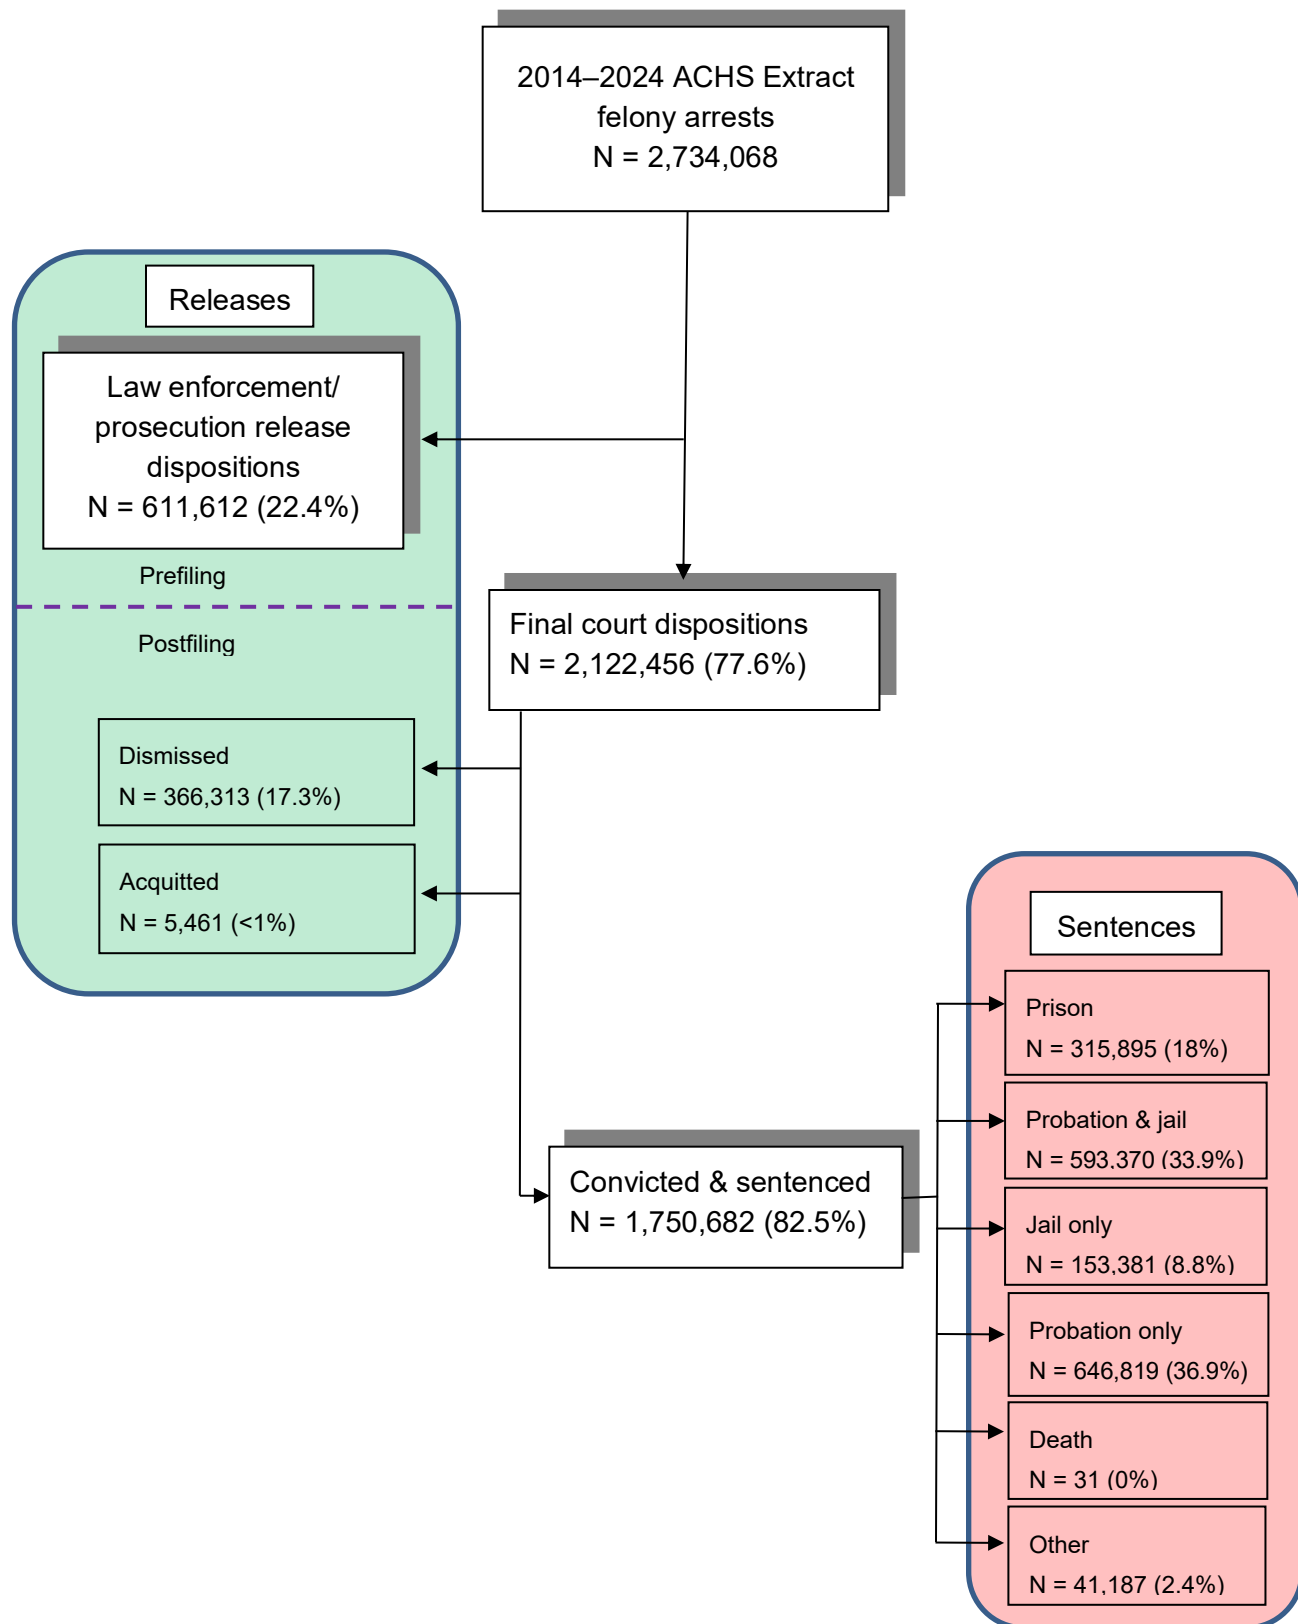 2014–2024 ACHS Extract
felony arrests
N = 2,734,068
Releases
Law enforcement/
prosecution release
dispositions
N = 611,612 (22.4%)
Prefiling
Postfiling
Final court dispositions
N = 2,122,456 (77.6%)
Dismissed
N = 366,313 (17.3%)
Acquitted
N = 5,461 (<1%)
Convicted & sentenced
N = 1,750,682 (82.5%)
Sentences
Prison
N = 315,895 (18%)
Probation & jail
N = 593,370 (33.9%)
Jail only
N = 153,381 (8.8%)
Probation only
N = 646,819 (36.9%)
Death
N = 31 (0%)
Other
N = 41,187 (2.4%)